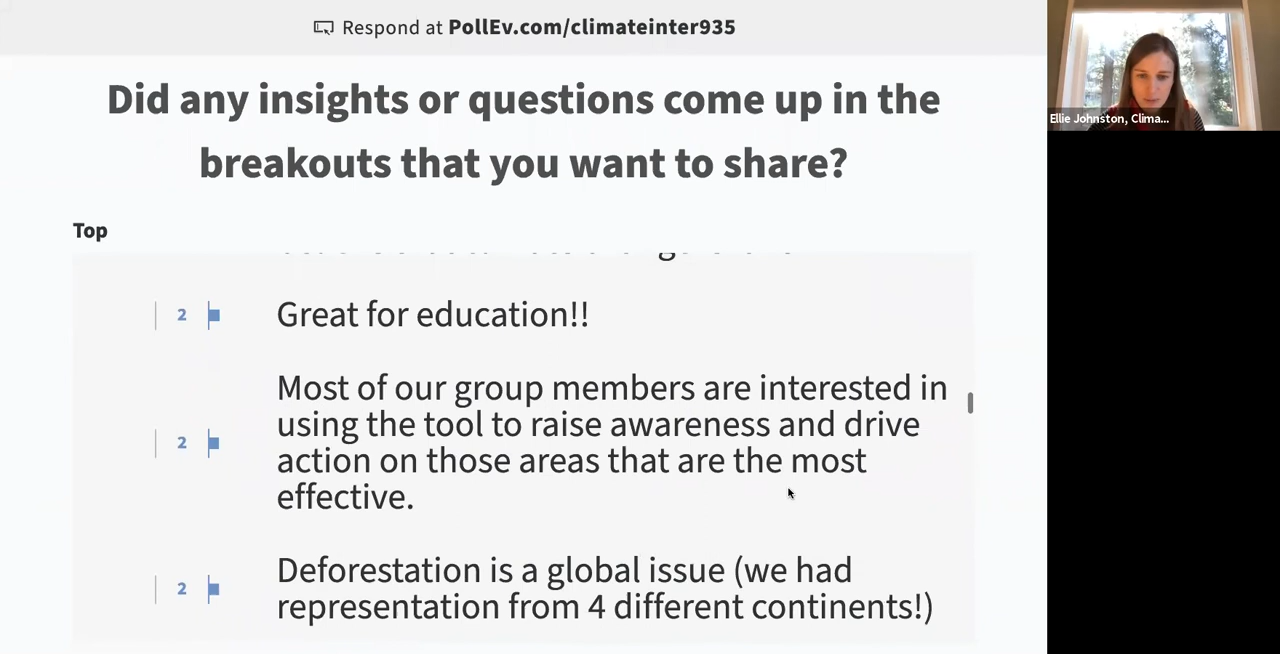 Respond at PollEv.com/climateinter935
Did any insights or questions come up in the
breakouts that you want to share?
Ellie Johnston, Clima...
Top
2
Great for education!!
Most of our group members are interested in
using the tool to raise awareness and drive
2
action on those areas that are the most
effective.
Deforestation is a global issue (we had
2
representation from 4 different continents!)